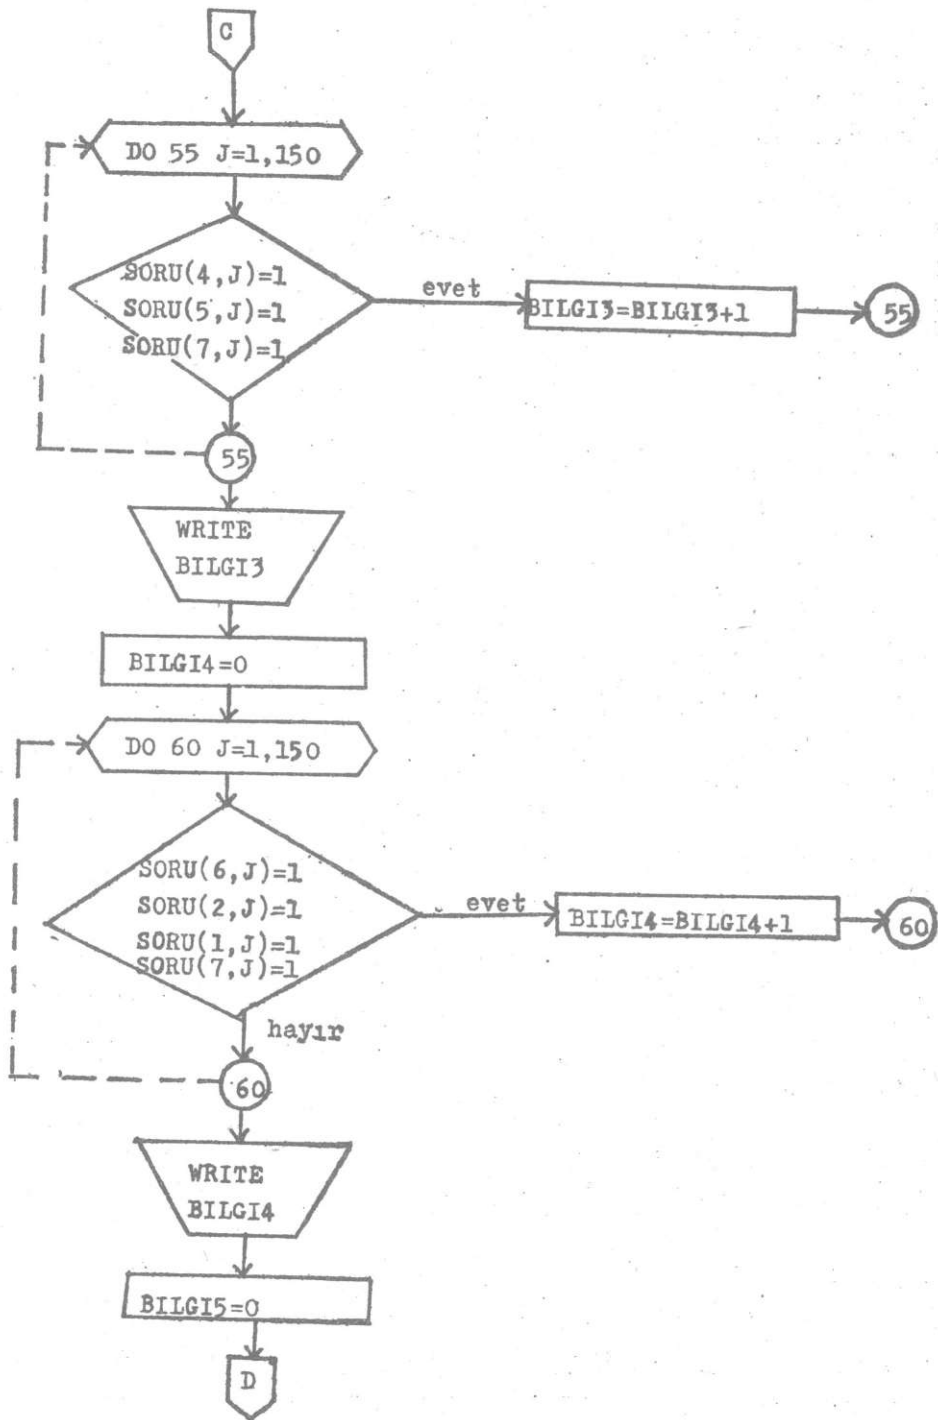 C
DO 55 J=1,150
SORU(4,J)=1
SORU(5,J)=1
SORU(7,J)=1
evet
BILGI3=BILGI3+1
55
55
WRITE
BILGI3
BILGI4=0
DO 60 J=1,150
SORU(6,J)=1
SORU(2,J)=1
SORU(1,J)=1
SORU(7,J)=1
evet
BILGI4=BILGI4+1
60
hayır
60
WRITE
BILGI4
BILGI5=0
D